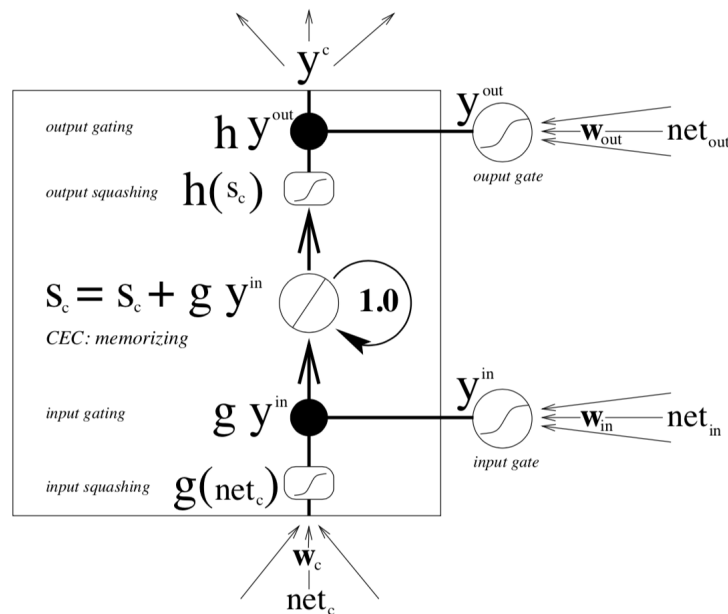 y^c
y^out
output gating h y^out w_out net_out
ouput gate
output squashing h(s_c)
s_c = s_c + g y^in 1.0
CEC: memorizing
y^in
input gating g y^in w_in net_in
input gate
input squashing g(net_c)
w_c
net_c